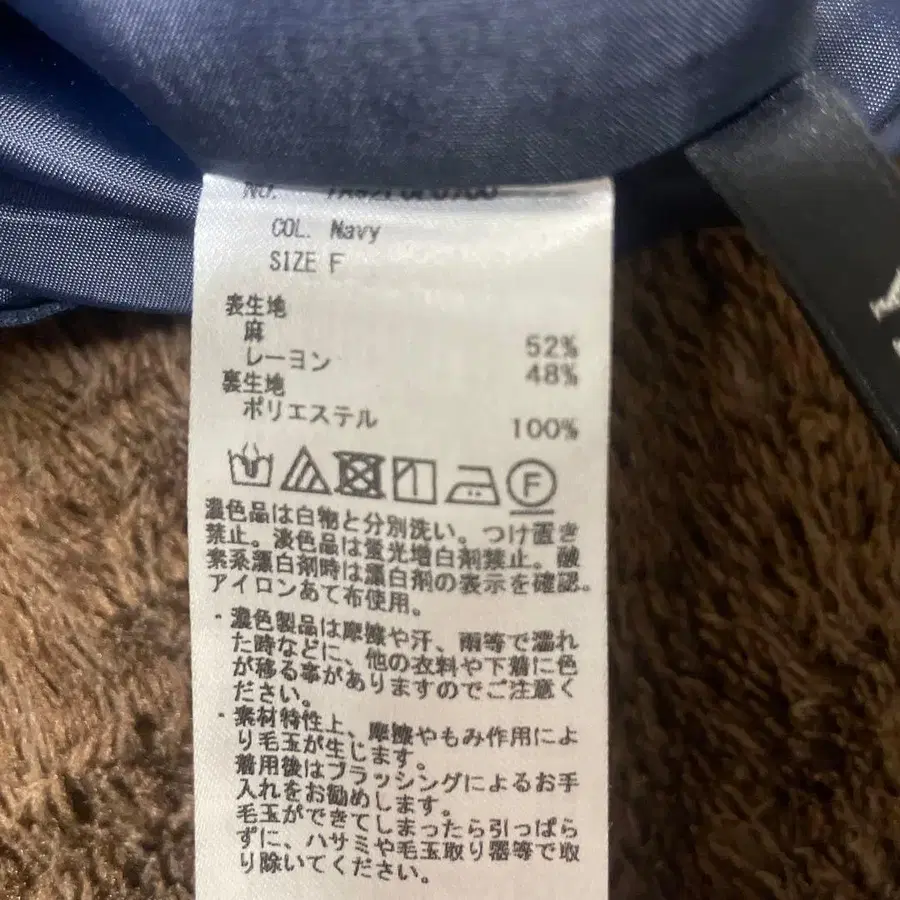 NO.
COL. Navy
SIZE F
表生地
麻 52%
レーヨン 48%
裏生地
ポリエステル 100%
F
濃色品は白物と分別洗い。つけ置き
禁止。淡色品は蛍光増白剤禁止。酸
素系漂白剤時は漂白剤の表示を確認。
アイロンあて布使用。
・濃色製品は摩擦や汗、雨等で濡れ
た時などに、他の衣料や下着に色
が移る事がありますのでご注意く
ださい。
・素材特性上、摩擦やもみ作用によ
り毛玉が生じます。
着用後はブラッシングによるお手
入れをお勧めします。
毛玉ができてしまったら引っぱら
ずに、ハサミや毛玉取り器等で取
り除いてください。